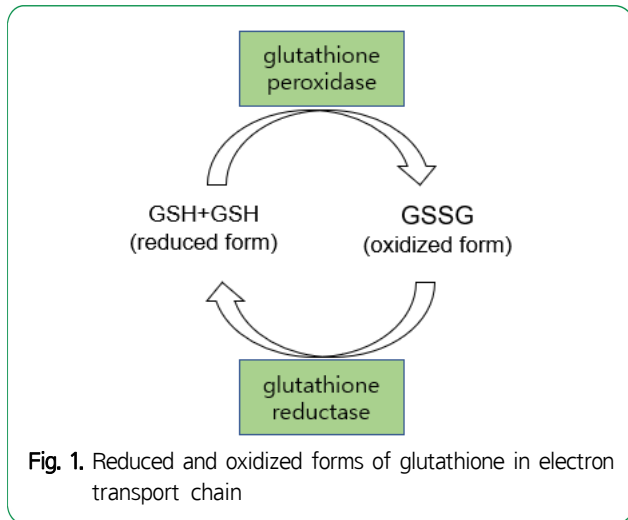 glutathione
peroxidase
GSH+GSH
(reduced form)
GSSG
(oxidized form)
glutathione
reductase
Fig. 1. Reduced and oxidized forms of glutathione in electron
transport chain